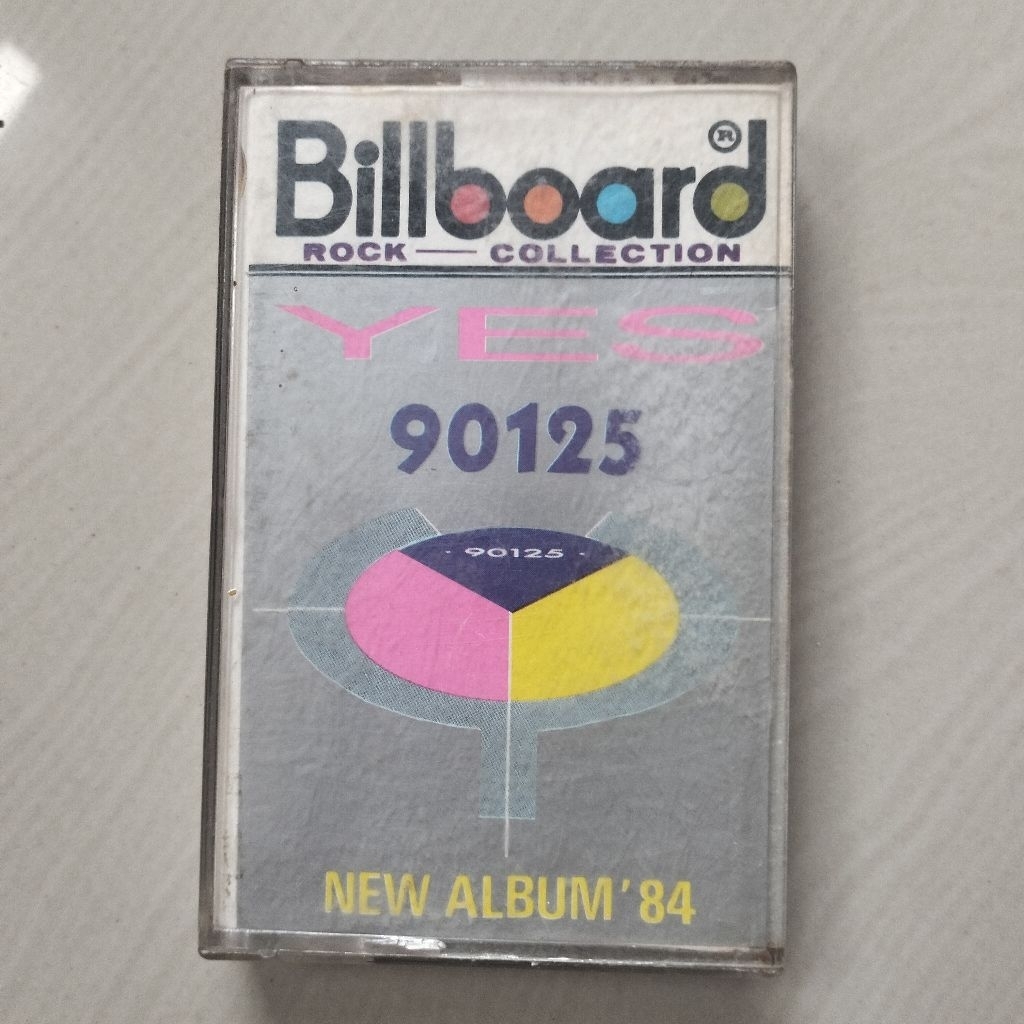 Billboard®
ROCK — COLLECTION
YES
90125
- 90125 -
NEW ALBUM '84